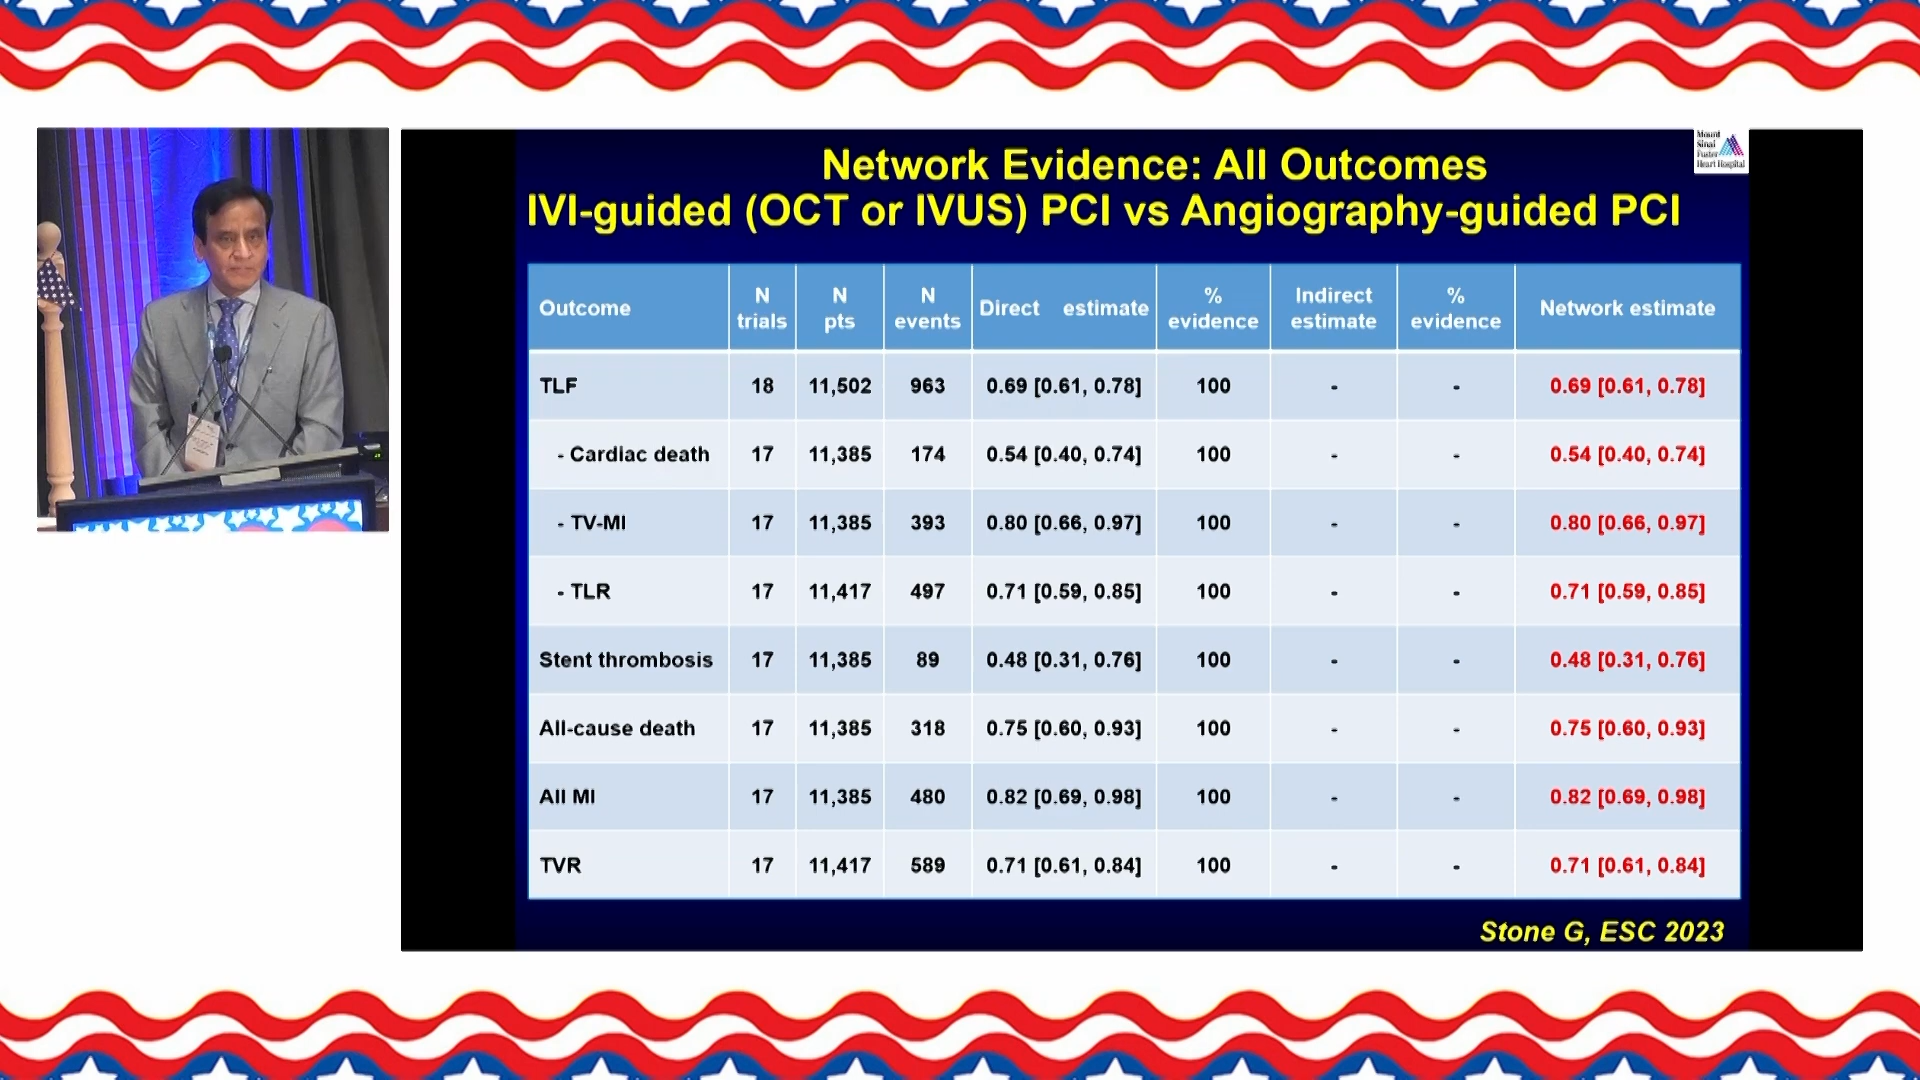 Mount
Sinai
Fuster
Heart Hospital
Network Evidence: All Outcomes
IVI-guided (OCT or IVUS) PCI vs Angiography-guided PCI
Outcome N trials N pts N events Direct estimate % evidence Indirect estimate % evidence Network estimate
TLF 18 11,502 963 0.69 [0.61, 0.78] 100 - - 0.69 [0.61, 0.78]
- Cardiac death 17 11,385 174 0.54 [0.40, 0.74] 100 - - 0.54 [0.40, 0.74]
- TV-MI 17 11,385 393 0.80 [0.66, 0.97] 100 - - 0.80 [0.66, 0.97]
- TLR 17 11,417 497 0.71 [0.59, 0.85] 100 - - 0.71 [0.59, 0.85]
Stent thrombosis 17 11,385 89 0.48 [0.31, 0.76] 100 - - 0.48 [0.31, 0.76]
All-cause death 17 11,385 318 0.75 [0.60, 0.93] 100 - - 0.75 [0.60, 0.93]
All MI 17 11,385 480 0.82 [0.69, 0.98] 100 - - 0.82 [0.69, 0.98]
TVR 17 11,417 589 0.71 [0.61, 0.84] 100 - - 0.71 [0.61, 0.84]
Stone G, ESC 2023